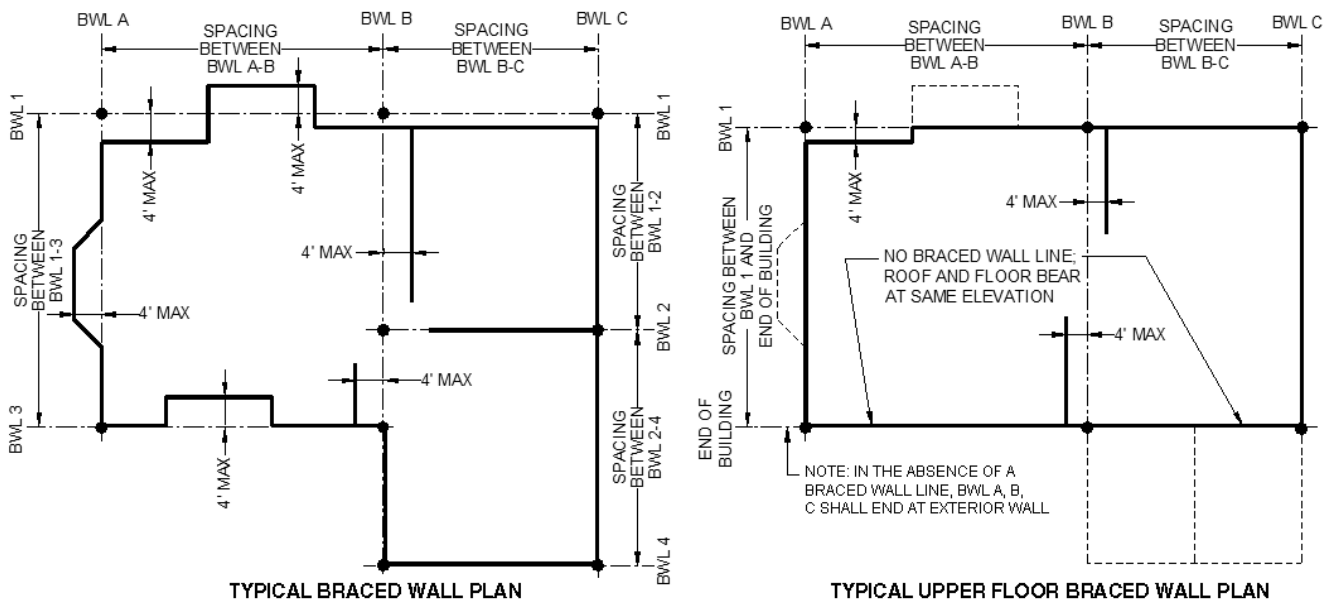 BWL A
BWL B
BWL C
SPACING
BETWEEN
BWL A-B
SPACING
BETWEEN
BWL B-C
BWL 1
BWL 1
4' MAX
4' MAX
SPACING
BETWEEN
BWL 1-3
4' MAX
4' MAX
SPACING
BETWEEN
BWL 1-2
BWL 2
4' MAX
BWL 3
4' MAX
SPACING
BETWEEN
BWL 2-4
BWL 4
TYPICAL BRACED WALL PLAN
BWL A
BWL B
BWL C
SPACING
BETWEEN
BWL A-B
SPACING
BETWEEN
BWL B-C
BWL 1
4' MAX
4' MAX
SPACING BETWEEN
BWL 1 AND
END OF BUILDING
NO BRACED WALL LINE;
ROOF AND FLOOR BEAR
AT SAME ELEVATION
4' MAX
END OF
BUILDING
NOTE: IN THE ABSENCE OF A
BRACED WALL LINE, BWL A, B,
C SHALL END AT EXTERIOR WALL
TYPICAL UPPER FLOOR BRACED WALL PLAN